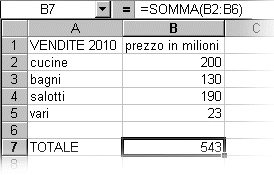 B7 = =SOMMA(B2:B6)
A B C
1 VENDITE 2010 prezzo in milioni
2 cucine 200
3 bagni 130
4 salotti 190
5 vari 23
6
7 TOTALE 543